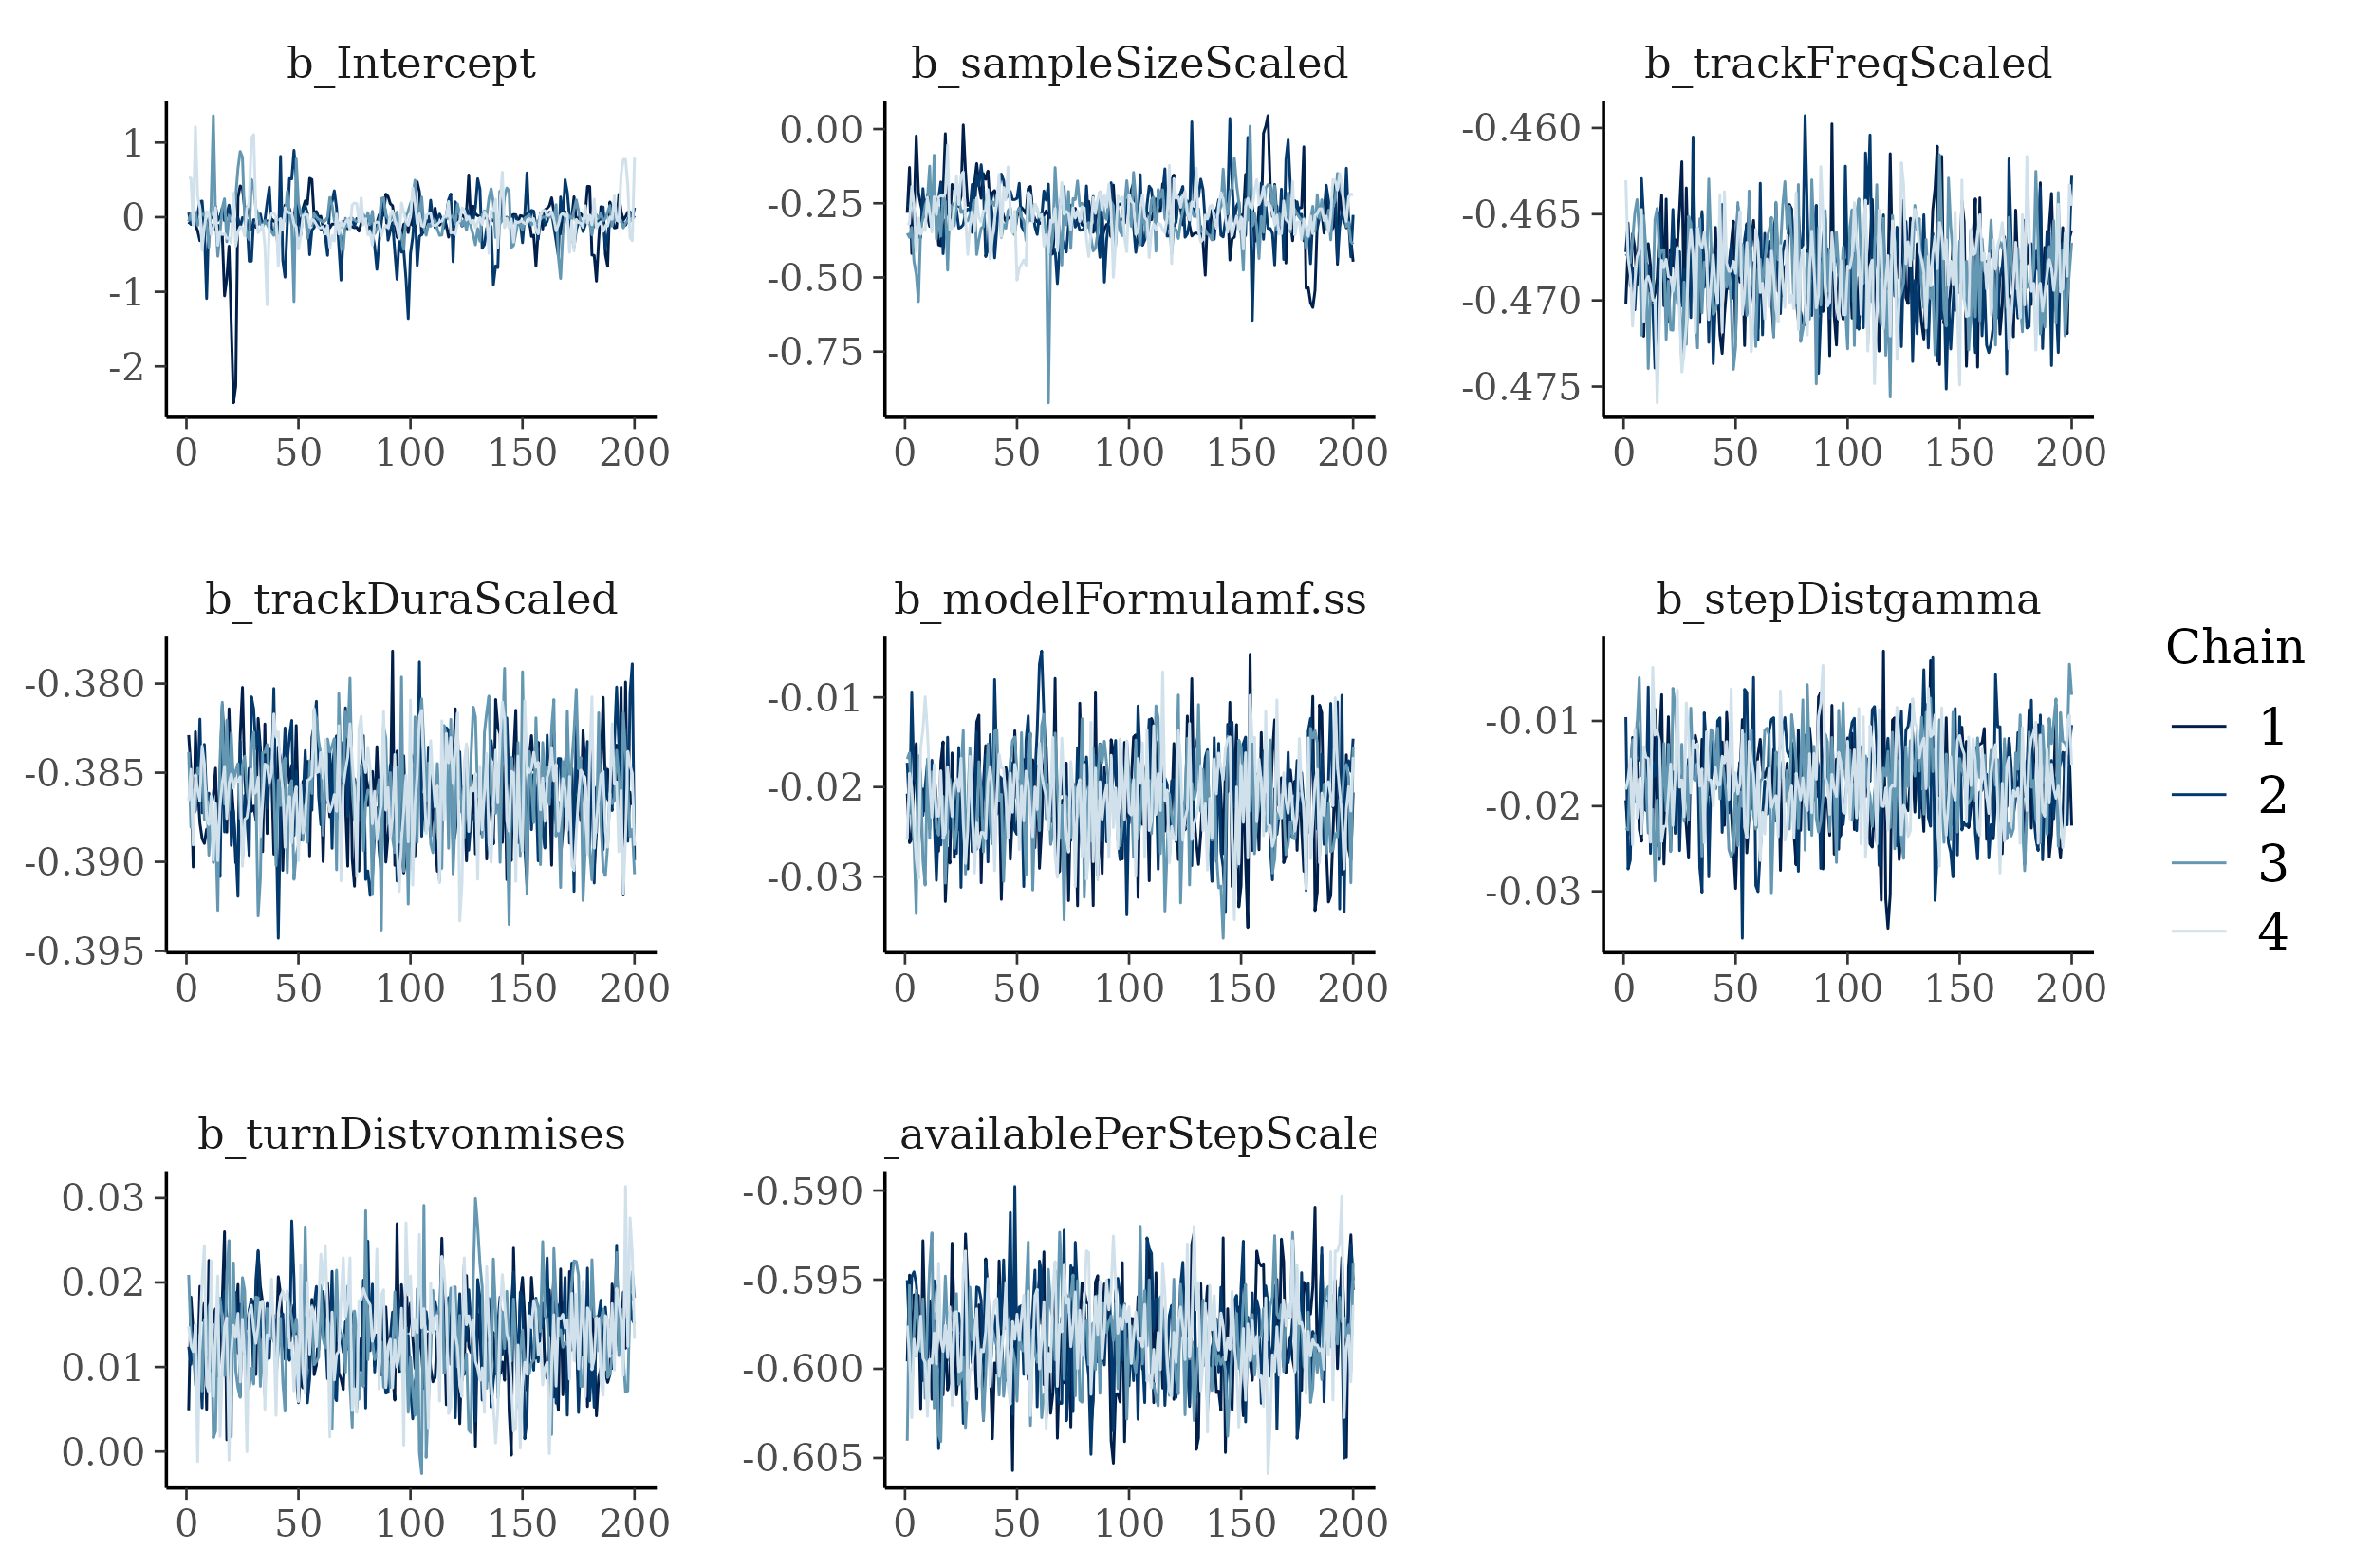 b_Intercept
b_sampleSizeScaled
b_trackFreqScaled
1
0
-1
-2
0 50 100 150 200
0.00
-0.25
-0.50
-0.75
0 50 100 150 200
-0.460
-0.465
-0.470
-0.475
0 50 100 150 200
b_trackDuraScaled
b_modelFormulamf.ss
b_stepDistgamma
-0.380
-0.385
-0.390
-0.395
0 50 100 150 200
-0.01
-0.02
-0.03
0 50 100 150 200
-0.01
-0.02
-0.03
0 50 100 150 200
Chain
1
2
3
4
b_turnDistvonmises
_availablePerStepScale
0.03
0.02
0.01
0.00
0 50 100 150 200
-0.590
-0.595
-0.600
-0.605
0 50 100 150 200